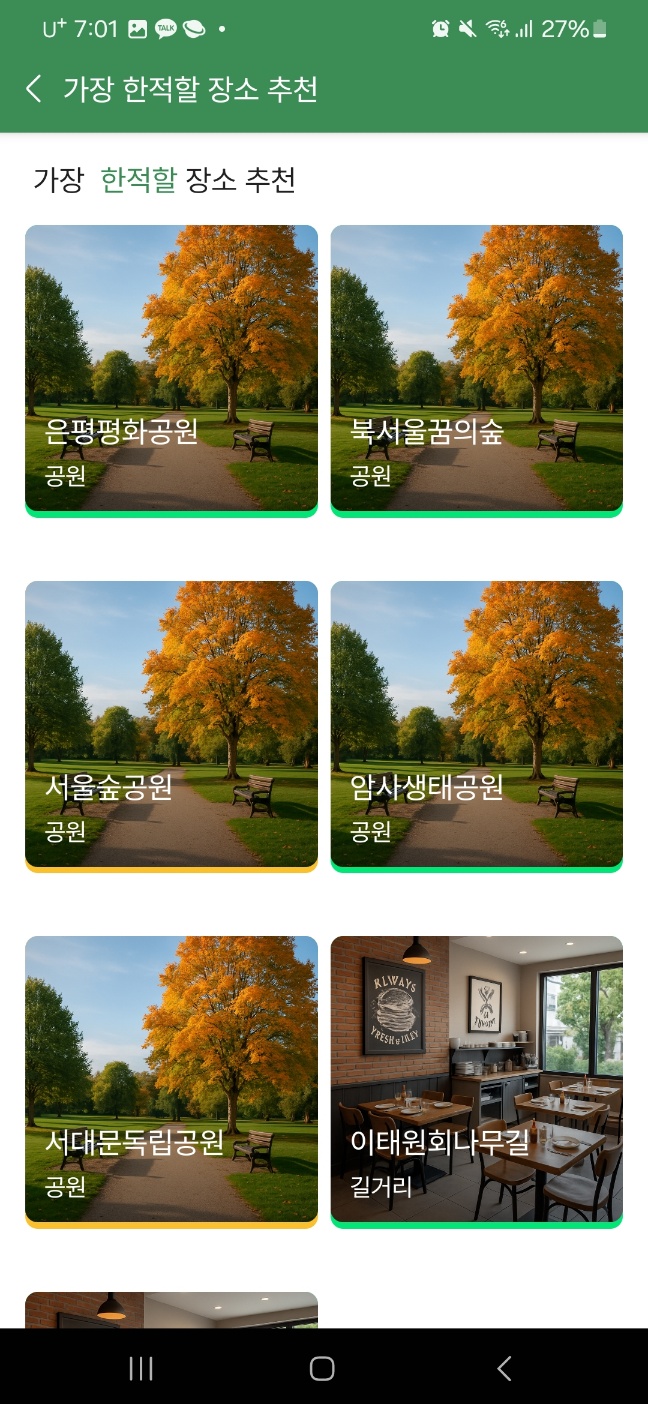 U+ 7:01 TALK 27%
가장 한적할 장소 추천
가장 한적할 장소 추천
은평평화공원
공원
북서울꿈의숲
공원
서울숲공원
공원
암사생태공원
공원
서대문독립공원
공원
RLWAYS
이태원회나무길
길거리